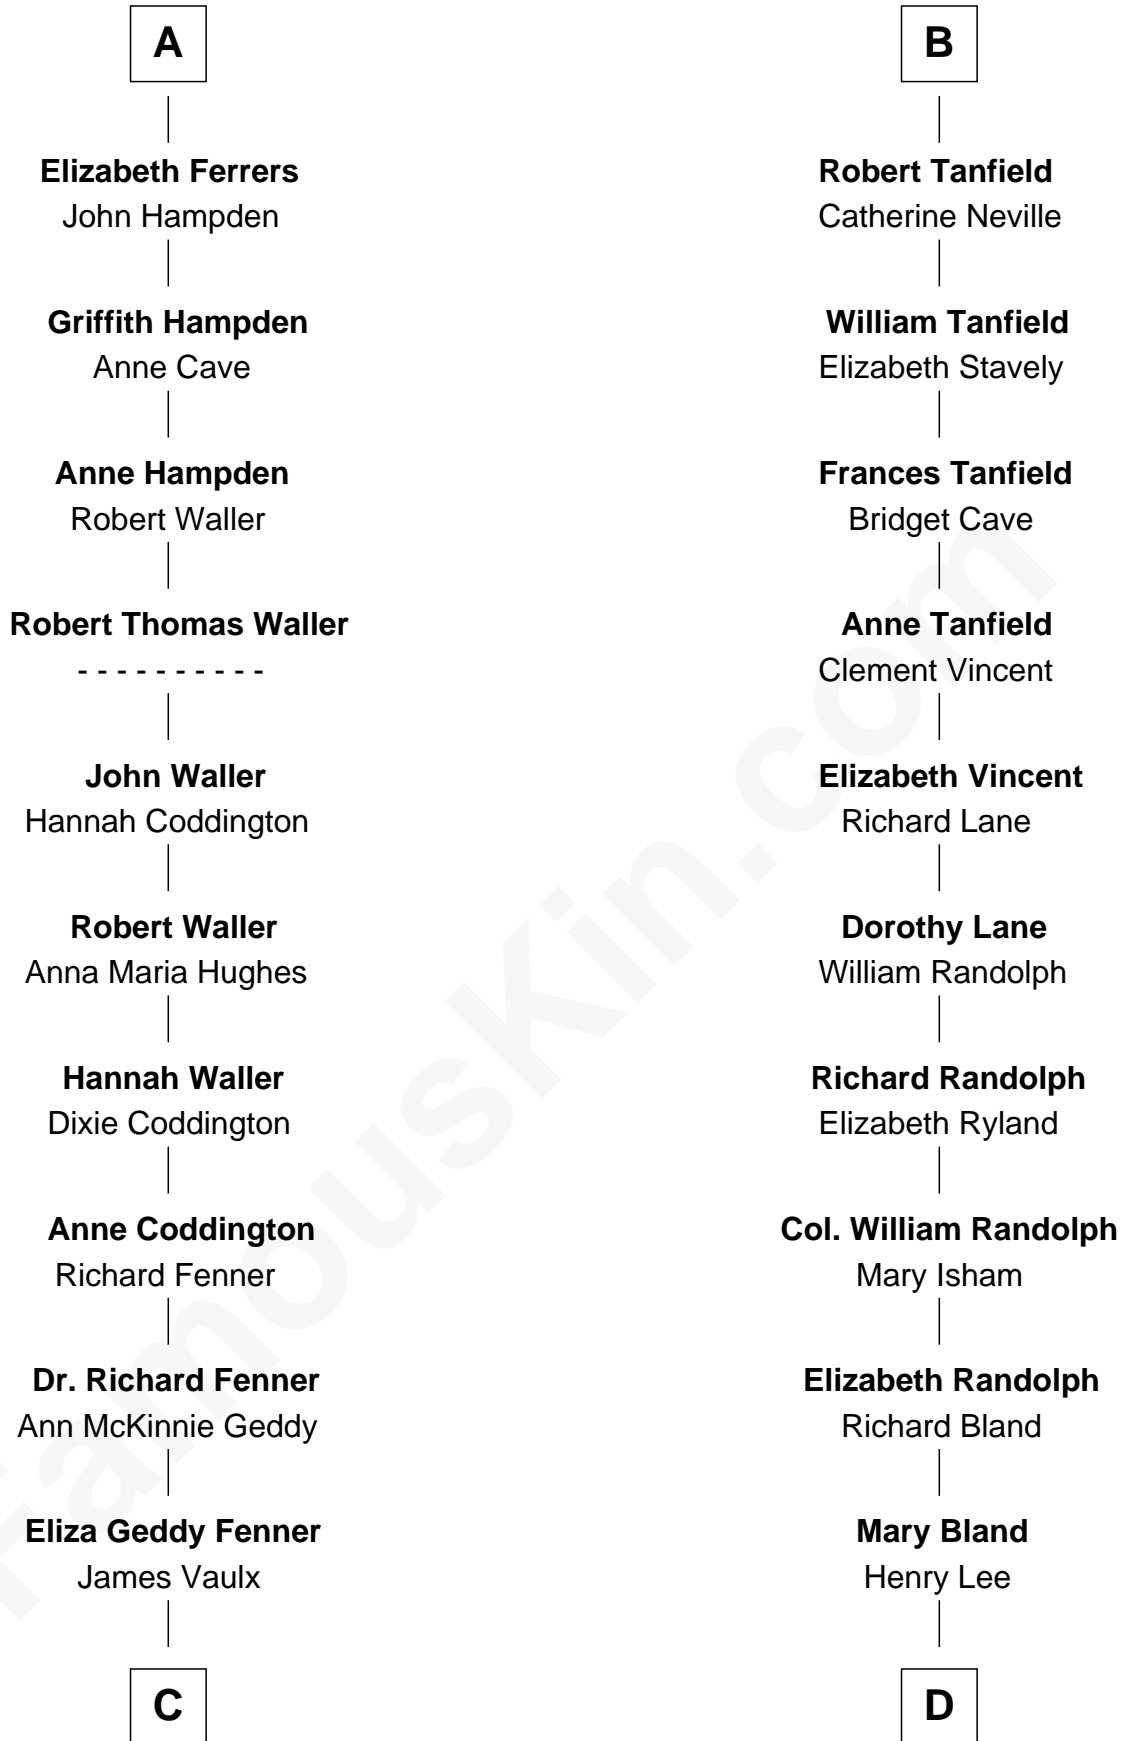 A
Elizabeth Ferrers
John Hampden
Griffith Hampden
Anne Cave
Anne Hampden
Robert Waller
Robert Thomas Waller
- - - - - - - - - -
John Waller
Hannah Coddington
Robert Waller
Anna Maria Hughes
Hannah Waller
Dixie Coddington
Anne Coddington
Richard Fenner
Dr. Richard Fenner
Ann McKinnie Geddy
Eliza Geddy Fenner
James Vaulx
C
B
Robert Tanfield
Catherine Neville
William Tanfield
Elizabeth Stavely
Frances Tanfield
Bridget Cave
Anne Tanfield
Clement Vincent
Elizabeth Vincent
Richard Lane
Dorothy Lane
William Randolph
Richard Randolph
Elizabeth Ryland
Col. William Randolph
Mary Isham
Elizabeth Randolph
Richard Bland
Mary Bland
Henry Lee
D
FamousKin.com